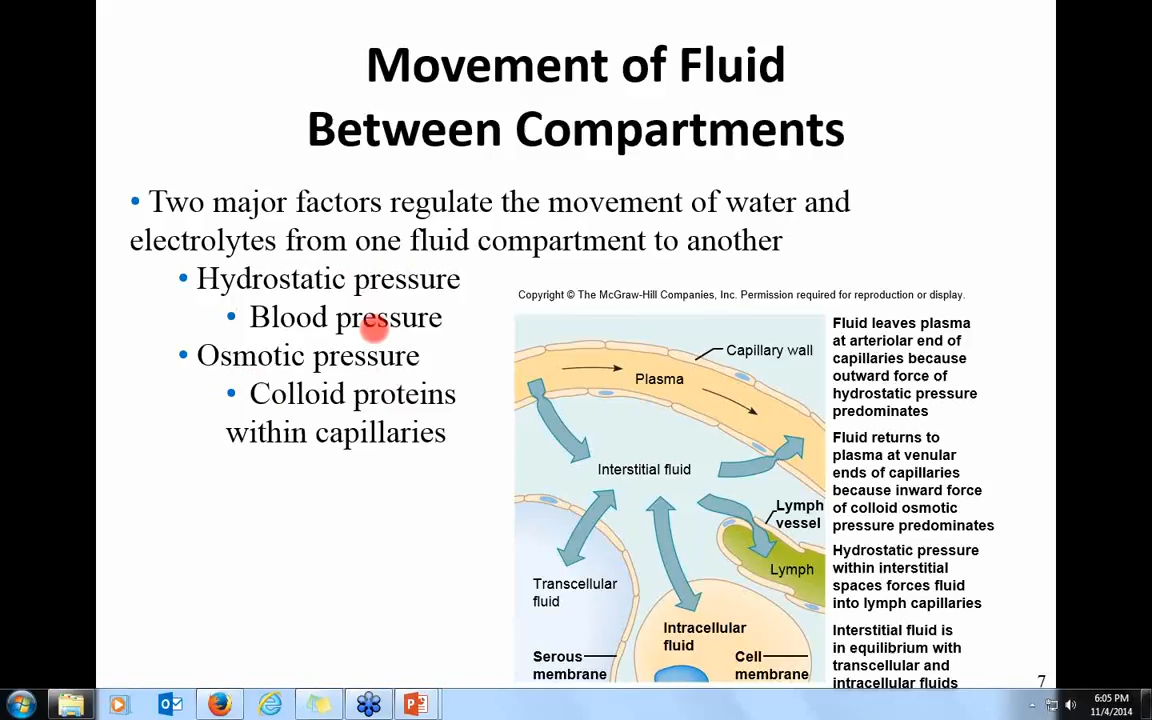 Movement of Fluid
Between Compartments
• Two major factors regulate the movement of water and
electrolytes from one fluid compartment to another
• Hydrostatic pressure
• Blood pressure
• Osmotic pressure
• Colloid proteins
within capillaries
Copyright © The McGraw-Hill Companies, Inc. Permission required for reproduction or display.
Capillary wall
Plasma
Interstitial fluid
Lymph
vessel
Lymph
Transcellular
fluid
Intracellular
fluid
Serous
membrane
Cell
membrane
Fluid leaves plasma
at arteriolar end of
capillaries because
outward force of
hydrostatic pressure
predominates
Fluid returns to
plasma at venular
ends of capillaries
because inward force
of colloid osmotic
pressure predominates
Hydrostatic pressure
within interstitial
spaces forces fluid
into lymph capillaries
Interstitial fluid is
in equilibrium with
transcellular and
intracellular fluids
7
6:05 PM
11/4/2014